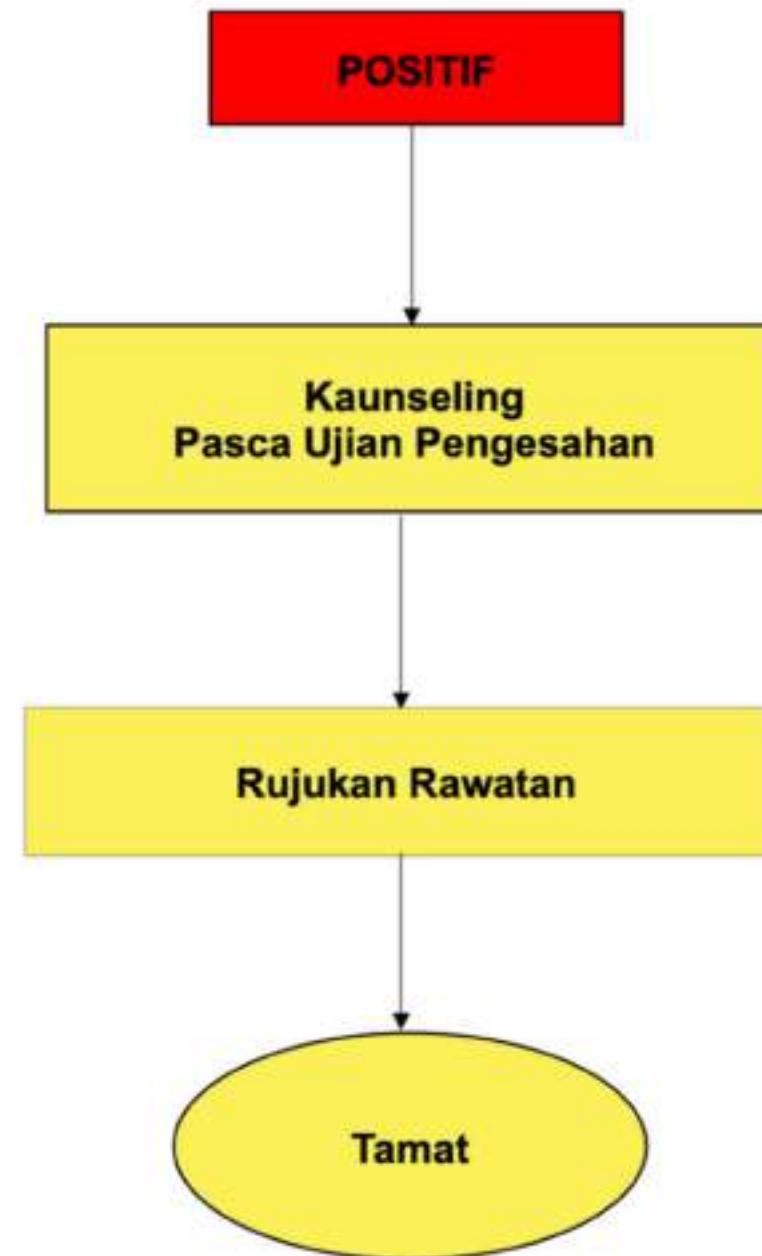 POSITIF
Kaunseling
Pasca Ujian Pengesahan
Rujukan Rawatan
Tamat